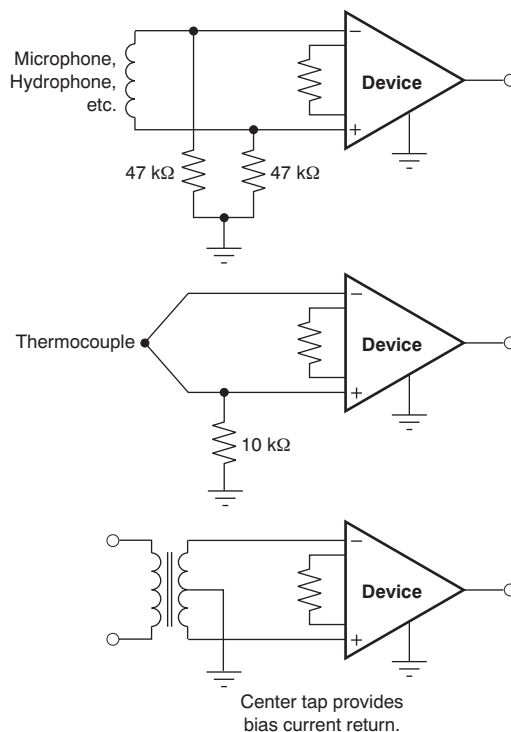 Microphone,
Hydrophone,
etc.
−
Device
+
47 kΩ
47 kΩ
Thermocouple
−
Device
+
10 kΩ
−
Device
+
Center tap provides
bias current return.